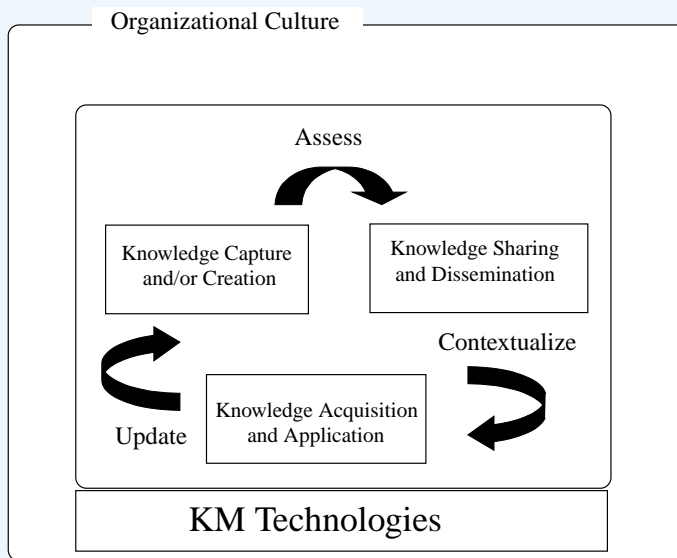 Organizational Culture
Assess
Knowledge Capture
and/or Creation
Knowledge Sharing
and Dissemination
Contextualize
Knowledge Acquisition
and Application
Update
KM Technologies